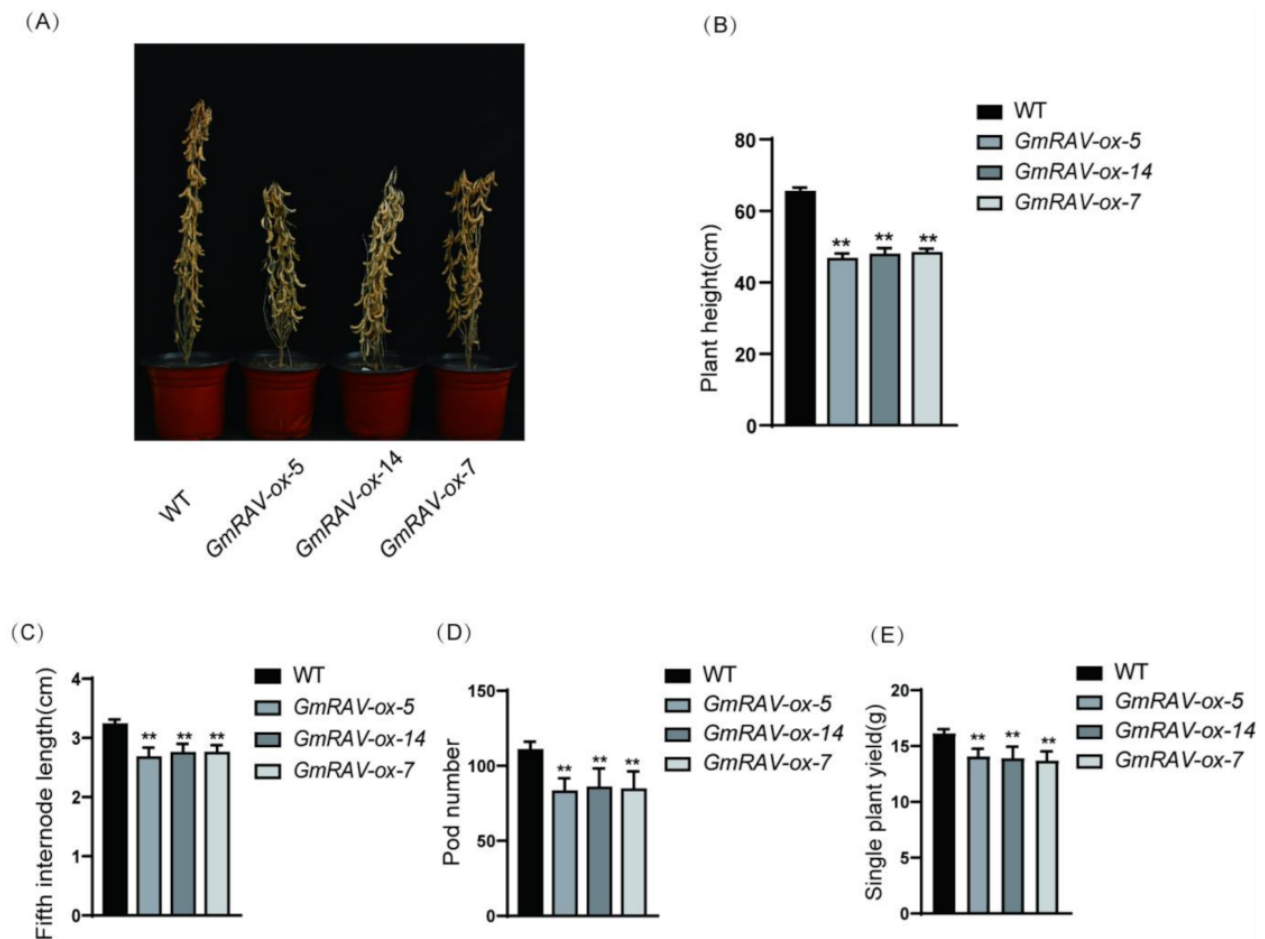 (A)
WT
GmRAV-ox-5
GmRAV-ox-14
GmRAV-ox-7
(B)
WT
GmRAV-ox-5
GmRAV-ox-14
GmRAV-ox-7
Plant height(cm)
80
60
40
20
0
** ** **
(C)
WT
GmRAV-ox-5
GmRAV-ox-14
GmRAV-ox-7
Fifth internode length(cm)
4
3
2
1
0
** ** **
(D)
WT
GmRAV-ox-5
GmRAV-ox-14
GmRAV-ox-7
Pod number
150
100
50
0
** ** **
(E)
WT
GmRAV-ox-5
GmRAV-ox-14
GmRAV-ox-7
Single plant yield(g)
20
15
10
5
0
** ** **